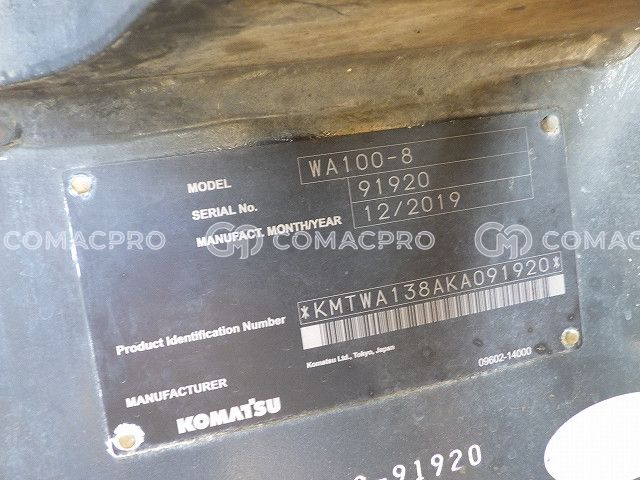 MODEL WA100-8
SERIAL No. 91920
MANUFACT. MONTH/YEAR 12/2019
COMACPRO COMACPRO COMACPRO
Product Identification Number *KMTWA138AKA091920*
Komatsu Ltd., Tokyo, Japan
09602-14000
MANUFACTURER KOMATSU
-91920